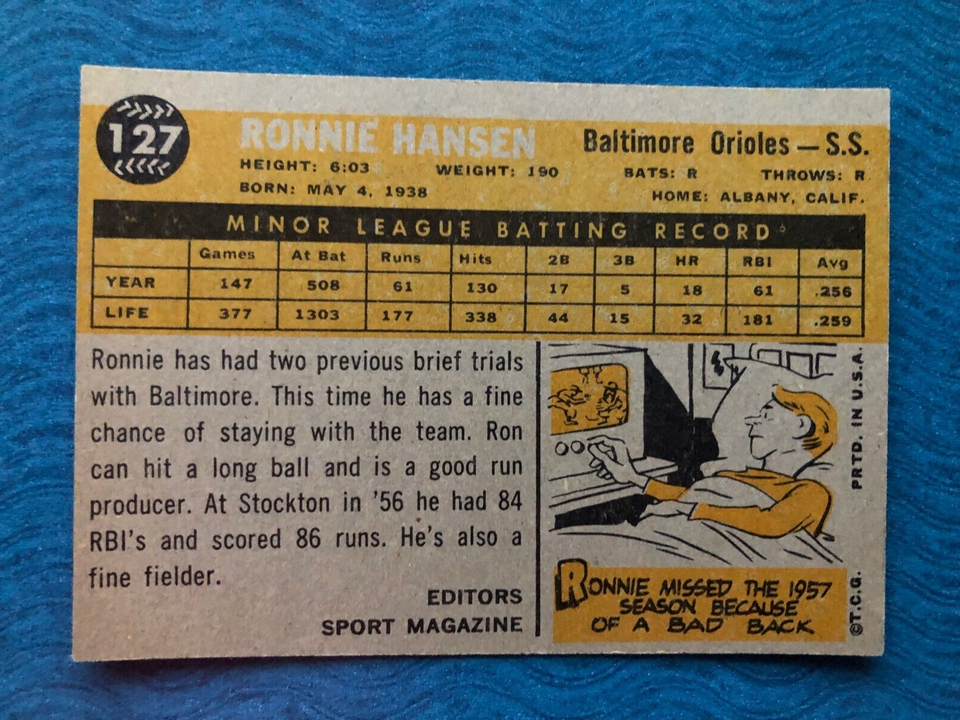 127
RONNIE HANSEN
Baltimore Orioles — S.S.
HEIGHT: 6:03 WEIGHT: 190 BATS: R THROWS: R
BORN: MAY 4, 1938 HOME: ALBANY, CALIF.
MINOR LEAGUE BATTING RECORD
Games At Bat Runs Hits 2B 3B HR RBI Avg
YEAR 147 508 61 130 17 5 18 61 .256
LIFE 377 1303 177 338 44 15 32 181 .259
Ronnie has had two previous brief trials
with Baltimore. This time he has a fine
chance of staying with the team. Ron
can hit a long ball and is a good run
producer. At Stockton in '56 he had 84
RBI's and scored 86 runs. He's also a
fine fielder.
EDITORS
SPORT MAGAZINE
RONNIE MISSED THE 1957
SEASON BECAUSE
OF A BAD BACK
©T.C.G. PRTD. IN U.S.A.